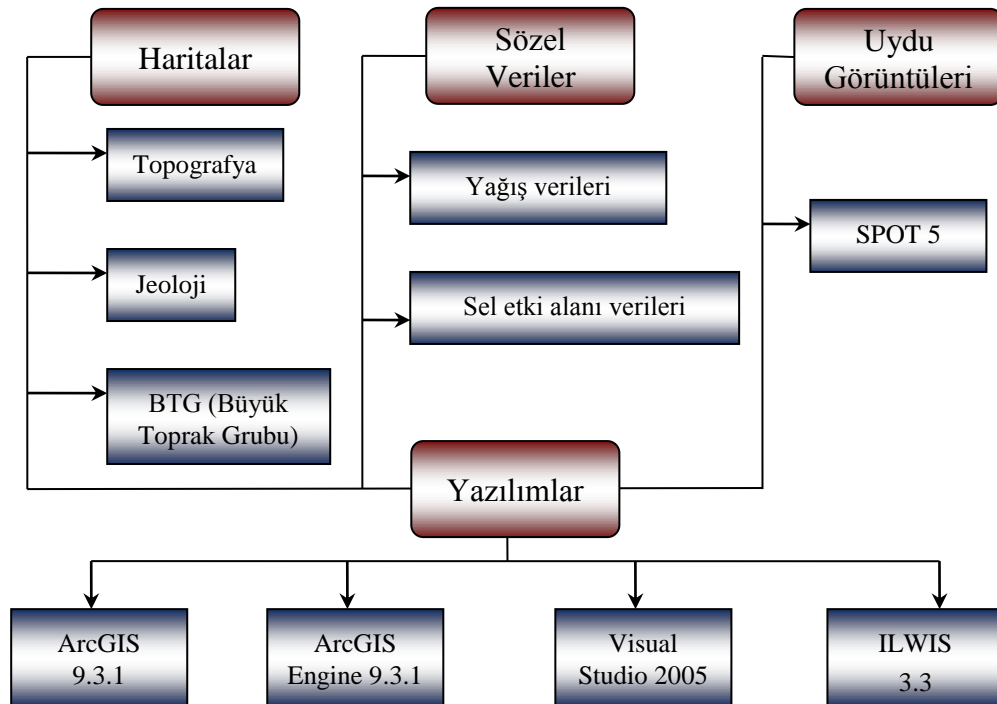 Haritalar
Sözel
Veriler
Uydu
Görüntüleri
Topografya
Yağış verileri
SPOT 5
Jeoloji
Sel etki alanı verileri
BTG (Büyük
Toprak Grubu)
Yazılımlar
ArcGIS
9.3.1
ArcGIS
Engine 9.3.1
Visual
Studio 2005
ILWIS
3.3